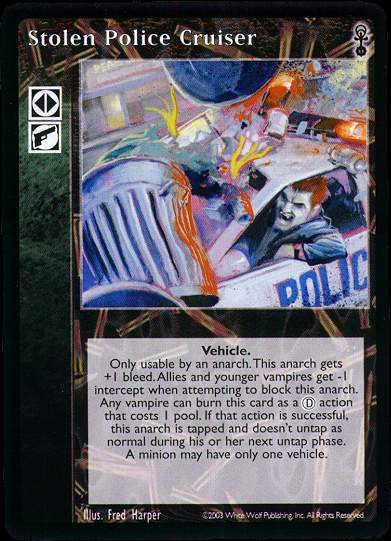 Stolen Police Cruiser
POLIC
Vehicle.
Only usable by an anarch. This anarch gets
+1 bleed. Allies and younger vampires get -1
intercept when attempting to block this anarch.
Any vampire can burn this card as a Ⓓ action
that costs 1 pool. If that action is successful,
this anarch is tapped and doesn't untap as
normal during his or her next untap phase.
A minion may have only one vehicle.
Illus. Fred Harper
©2003 White Wolf Publishing, Inc. All Rights Reserved.